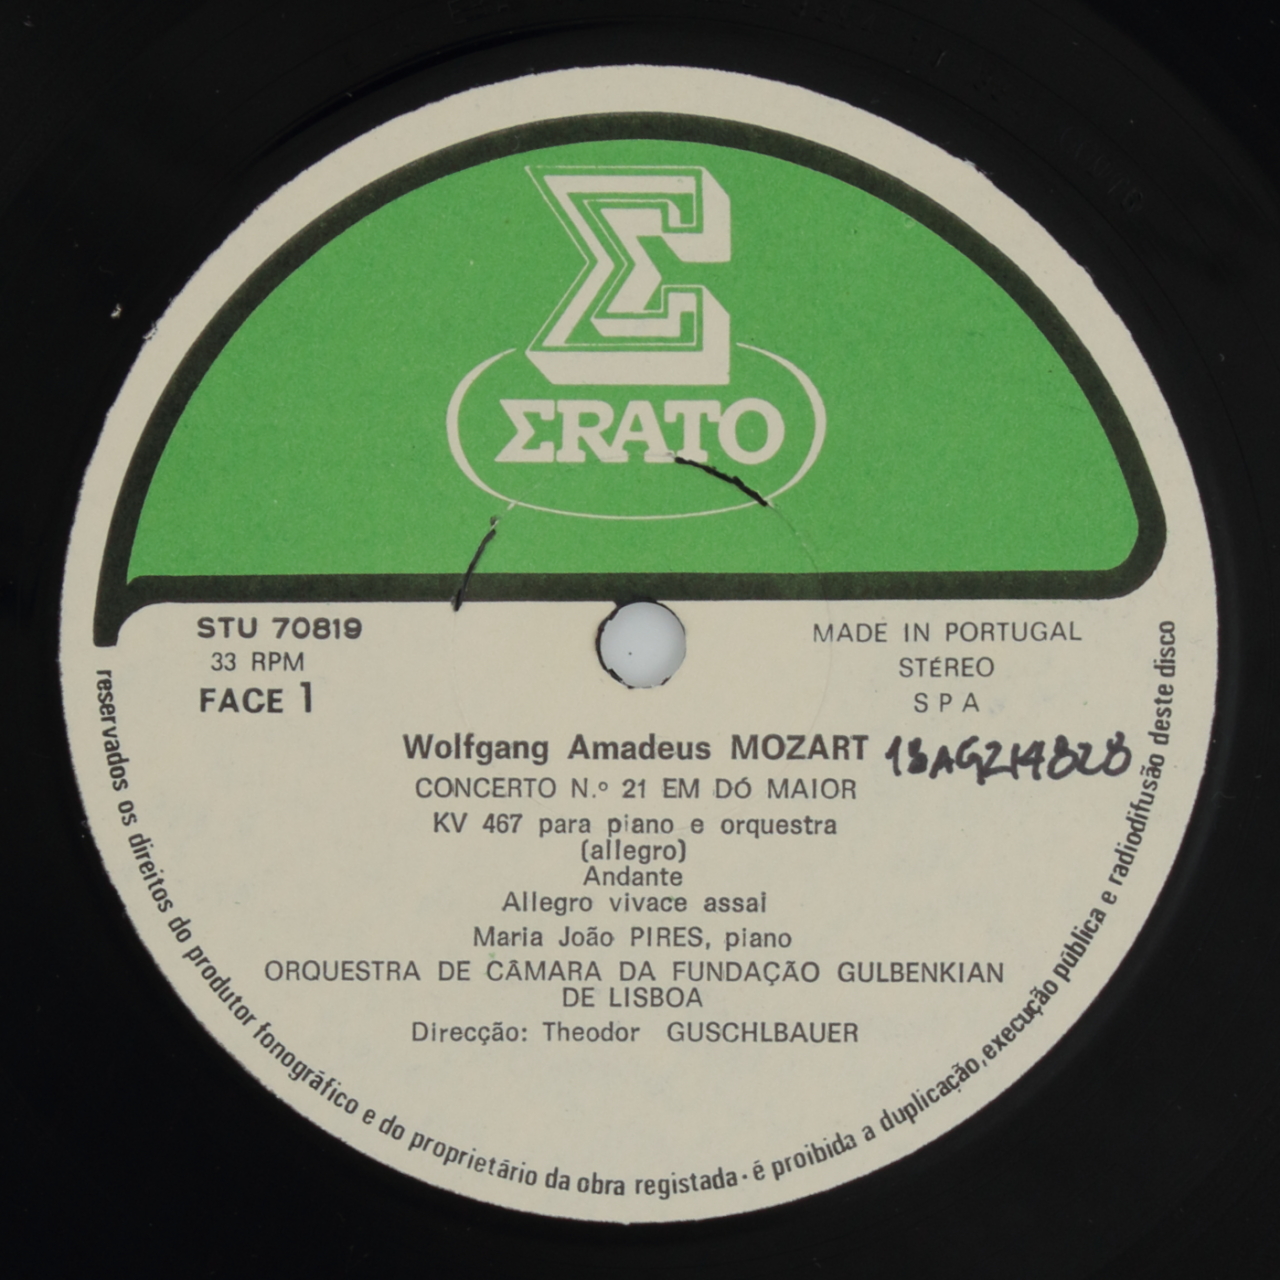 Σ
ΣRATO
STU 70819
33 RPM
FACE 1
MADE IN PORTUGAL
STÉREO
SPA
Wolfgang Amadeus MOZART
CONCERTO N.º 21 EM DÓ MAIOR
KV 467 para piano e orquestra
(allegro)
Andante
Allegro vivace assai
Maria João PIRES, piano
ORQUESTRA DE CÂMARA DA FUNDAÇÃO GULBENKIAN
DE LISBOA
Direcção: Theodor GUSCHLBAUER
reservados os direitos do produtor fonográfico e do proprietário da obra registada · é proibida a duplicação, execução pública e radiodifusão deste disco